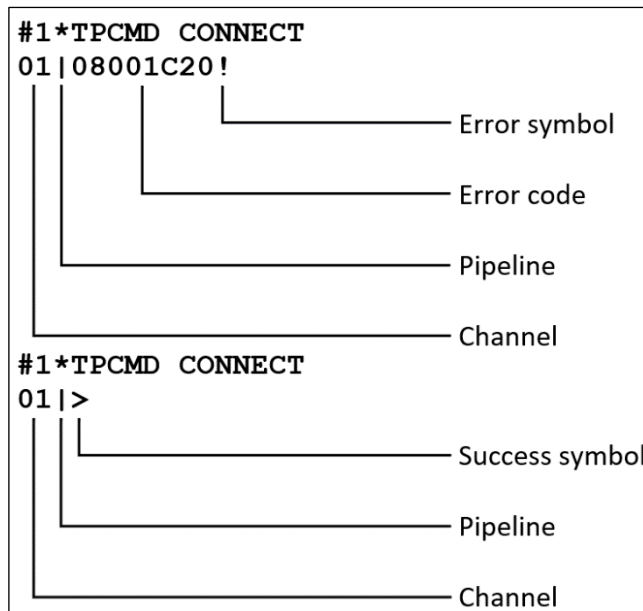 #1*TPCMD CONNECT
01|08001C20!
Error symbol
Error code
Pipeline
Channel
#1*TPCMD CONNECT
01|>
Success symbol
Pipeline
Channel